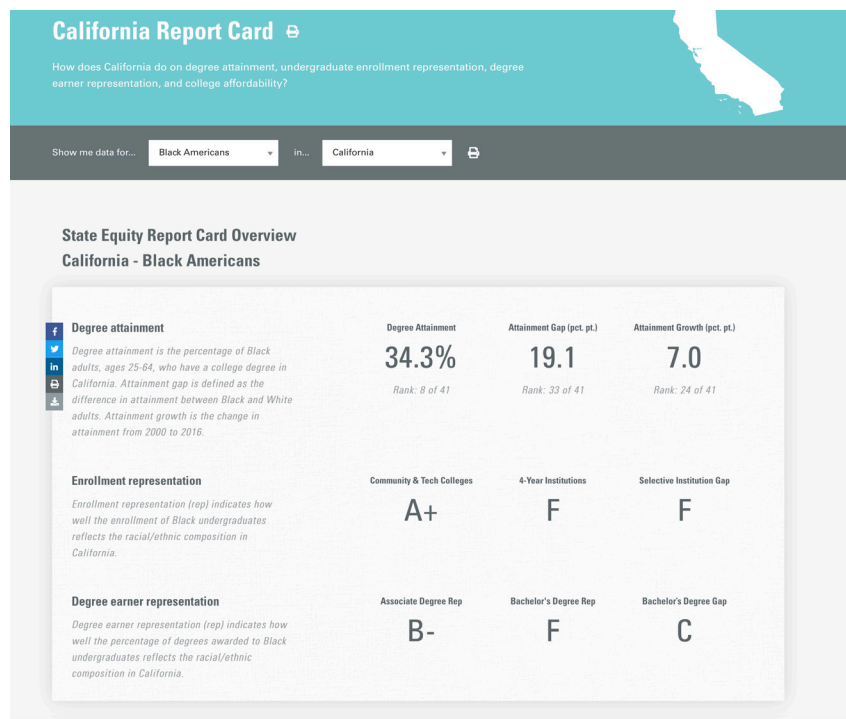 California Report Card
How does California do on degree attainment, undergraduate enrollment representation, degree
earner representation, and college affordability?
Show me data for... Black Americans in... California
State Equity Report Card Overview
California - Black Americans
Degree attainment
Degree attainment is the percentage of Black
adults, ages 25-64, who have a college degree in
California. Attainment gap is defined as the
difference in attainment between Black and White
adults. Attainment growth is the change in
attainment from 2000 to 2016.
Degree Attainment Attainment Gap (pct. pt.) Attainment Growth (pct. pt.)
34.3% 19.1 7.0
Rank: 8 of 41 Rank: 33 of 41 Rank: 24 of 41
Enrollment representation
Enrollment representation (rep) indicates how
well the enrollment of Black undergraduates
reflects the racial/ethnic composition in
California.
Community & Tech Colleges 4-Year Institutions Selective Institution Gap
A+ F F
Degree earner representation
Degree earner representation (rep) indicates how
well the percentage of degrees awarded to Black
undergraduates reflects the racial/ethnic
composition in California.
Associate Degree Rep Bachelor's Degree Rep Bachelor's Degree Gap
B- F C